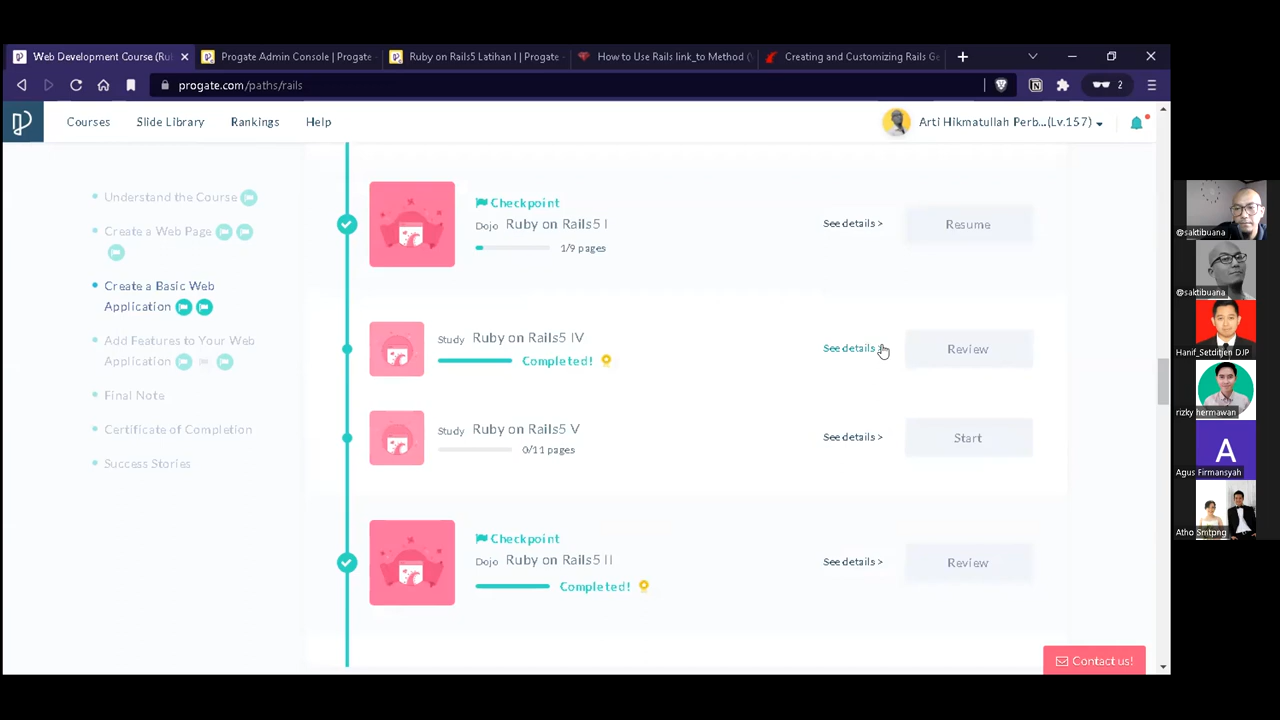 Web Development Course (Ru
Progate Admin Console | Progate
Ruby on Rails5 Latihan I | Progate
How to Use Rails link_to Method (
Creating and Customizing Rails Ge
progate.com/paths/rails
2
Courses
Slide Library
Rankings
Help
Arti Hikmatullah Perb...(Lv.157)
Understand the Course
Create a Web Page
Create a Basic Web
Application
Add Features to Your Web
Application
Final Note
Certificate of Completion
Success Stories
Checkpoint
Dojo Ruby on Rails5 I
1/9 pages
See details >
Resume
Study Ruby on Rails5 IV
Completed!
See details >
Review
Study Ruby on Rails5 V
0/11 pages
See details >
Start
Checkpoint
Dojo Ruby on Rails5 II
Completed!
See details >
Review
Contact us!
@saktibuana
@saktibuana
Hanif_Setditjen DJP
rizky hermawan
A
Agus Firmansyah
Atho Smtpng